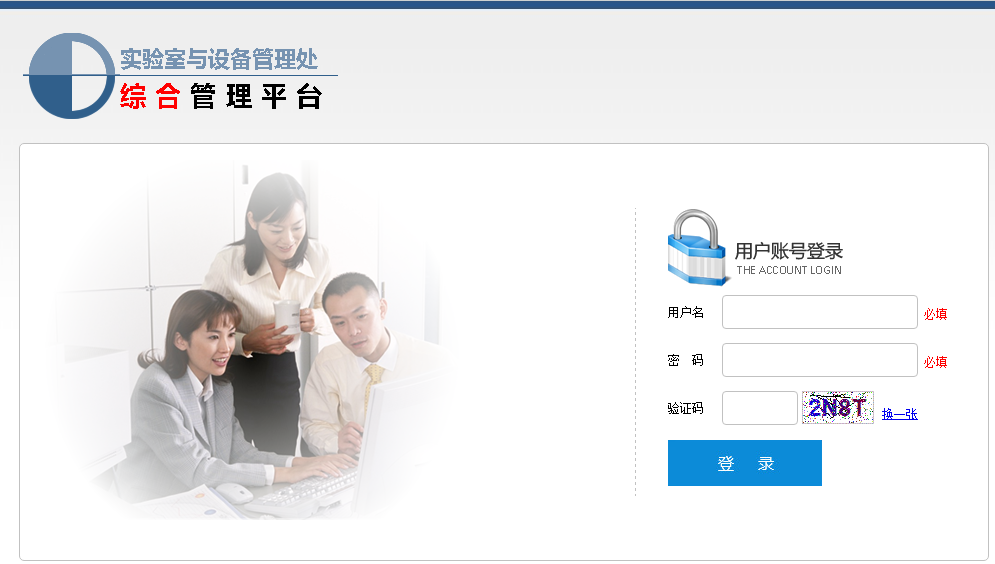 实验室与设备管理处
综合管理平台
用户账号登录
THE ACCOUNT LOGIN
用户名 必填
密 码 必填
验证码 2N8T 换一张
登 录